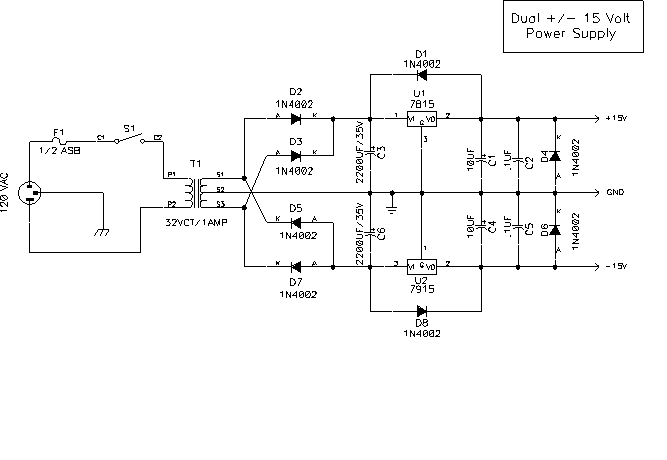 Dual +/- 15 Volt
Power Supply
D1
1N4002
D2
1N4002
A K
U1
7815
1 VI VO 2
G
3
+15V
F1
1/2 ASB
C1 S1 C2
D3
1N4002
A K
2200UF/35V
C3
10UF
C1
.1UF
C2
K
D4
A
1N4002
120 VAC
T1
P1 S1
S2
P2 S3
32VCT/1AMP
GND
D5
1N4002
K A
2200UF/35V
C6
10UF
C4
.1UF
C5
K
D6
A
1N4002
1
G
3 VI VO 2
U2
7915
-15V
K A
D7
1N4002
D8
1N4002